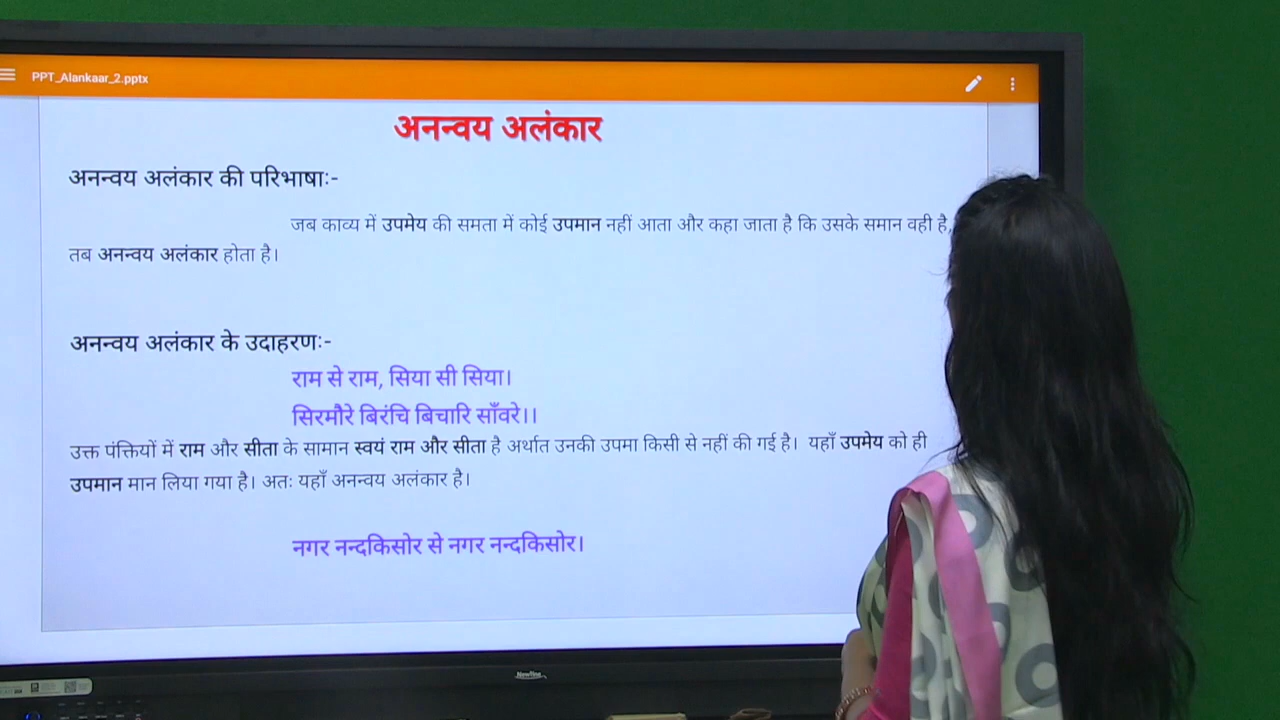 PPT_Alankaar_2.pptx
अनन्वय अलंकार
अनन्वय अलंकार की परिभाषाः-
जब काव्य में उपमेय की समता में कोई उपमान नहीं आता और कहा जाता है कि उसके समान वही है,
तब अनन्वय अलंकार होता है।
अनन्वय अलंकार के उदाहरणः-
राम से राम, सिया सी सिया।
सिरमौरे बिरंचि बिचारि साँवरे।।
उक्त पंक्तियों में राम और सीता के सामान स्वयं राम और सीता है अर्थात उनकी उपमा किसी से नहीं की गई है। यहाँ उपमेय को ही
उपमान मान लिया गया है। अतः यहाँ अनन्वय अलंकार है।
नगर नन्दकिसोर से नगर नन्दकिसोर।